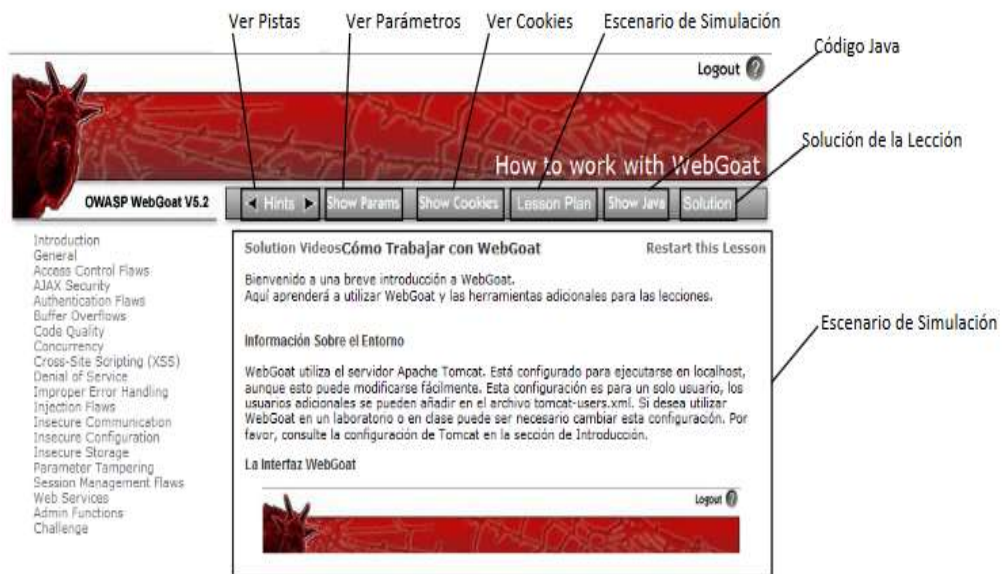 Ver Pistas Ver Parámetros Ver Cookies Escenario de Simulación
Código Java
Logout ?
Solución de la Lección
How to work with WebGoat
OWASP WebGoat V5.2
Hints Show Params Show Cookies Lesson Plan Show Java Solution
Introduction
General
Access Control Flaws
AJAX Security
Authentication Flaws
Buffer Overflows
Code Quality
Concurrency
Cross-Site Scripting (XSS)
Denial of Service
Improper Error Handling
Injection Flaws
Insecure Communication
Insecure Configuration
Insecure Storage
Parameter Tampering
Session Management Flaws
Web Services
Admin Functions
Challenge
Solution Videos Cómo Trabajar con WebGoat Restart this Lesson
Bienvenido a una breve introducción a WebGoat.
Aquí aprenderá a utilizar WebGoat y las herramientas adicionales para las lecciones.
Información Sobre el Entorno
WebGoat utiliza el servidor Apache Tomcat. Está configurado para ejecutarse en localhost,
aunque esto puede modificarse fácilmente. Esta configuración es para un solo usuario, los
usuarios adicionales se pueden añadir en el archivo tomcat-users.xml. Si desea utilizar
WebGoat en un laboratorio o en clase puede ser necesario cambiar esta configuración. Por
favor, consulte la configuración de Tomcat en la sección de Introducción.
La Interfaz WebGoat
Logout ?
Escenario de Simulación